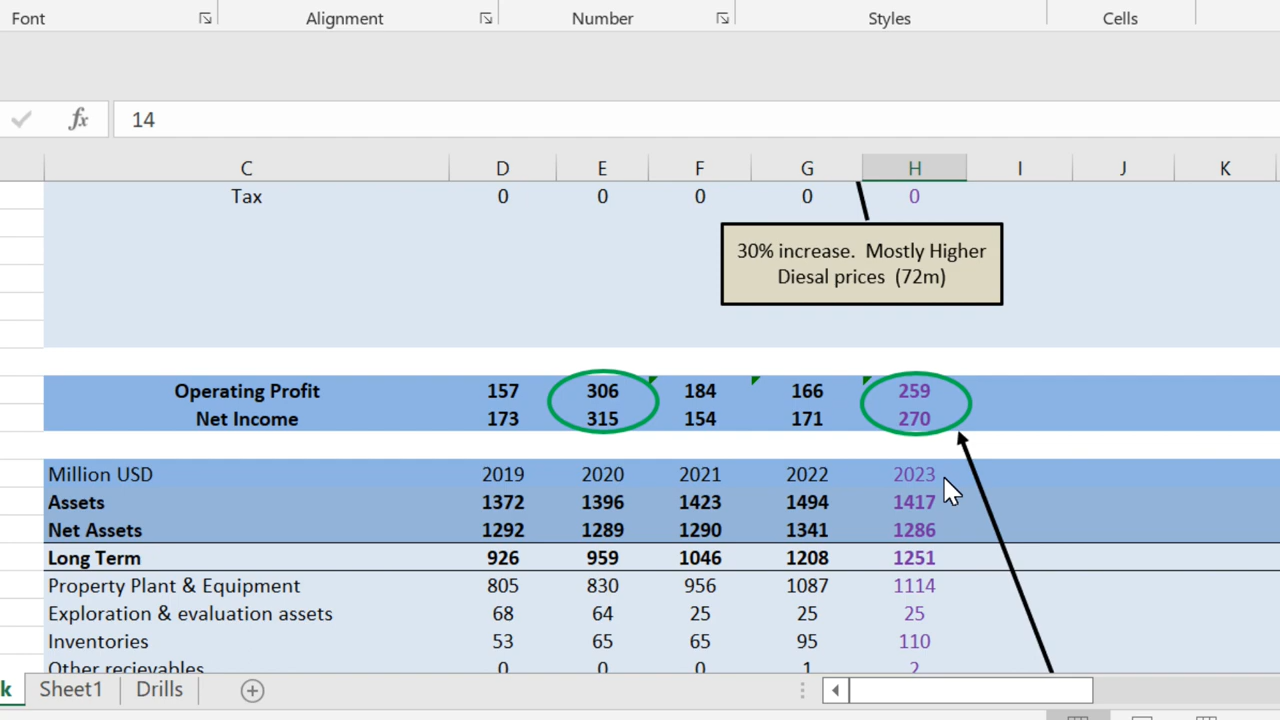 Font Alignment Number Styles Cells
fx 14
C D E F G H I J K
Tax 0 0 0 0 0
30% increase. Mostly Higher
Diesal prices (72m)
Operating Profit 157 306 184 166 259
Net Income 173 315 154 171 270
Million USD 2019 2020 2021 2022 2023
Assets 1372 1396 1423 1494 1417
Net Assets 1292 1289 1290 1341 1286
Long Term 926 959 1046 1208 1251
Property Plant & Equipment 805 830 956 1087 1114
Exploration & evaluation assets 68 64 25 25 25
Inventories 53 65 65 95 110
Other recievables 0 0 0 1 2
k Sheet1 Drills